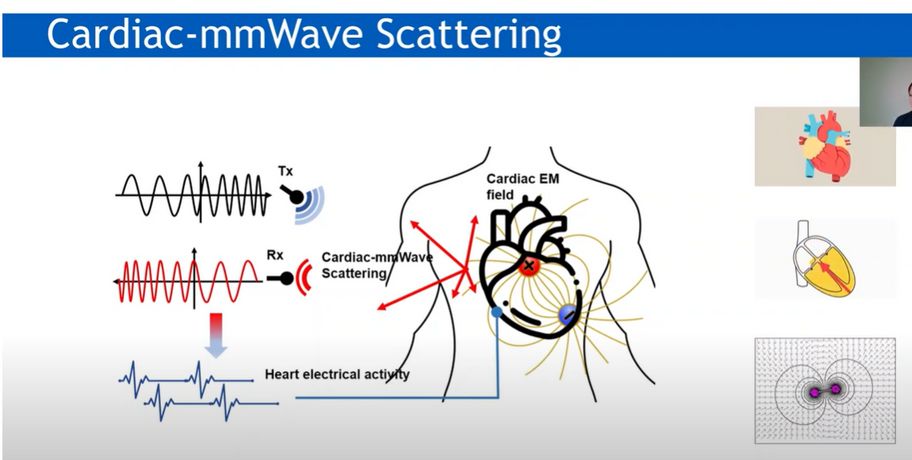 Cardiac-mmWave Scattering
Tx
Cardiac EM
field
Rx
Cardiac-mmWave
Scattering
Heart electrical activity